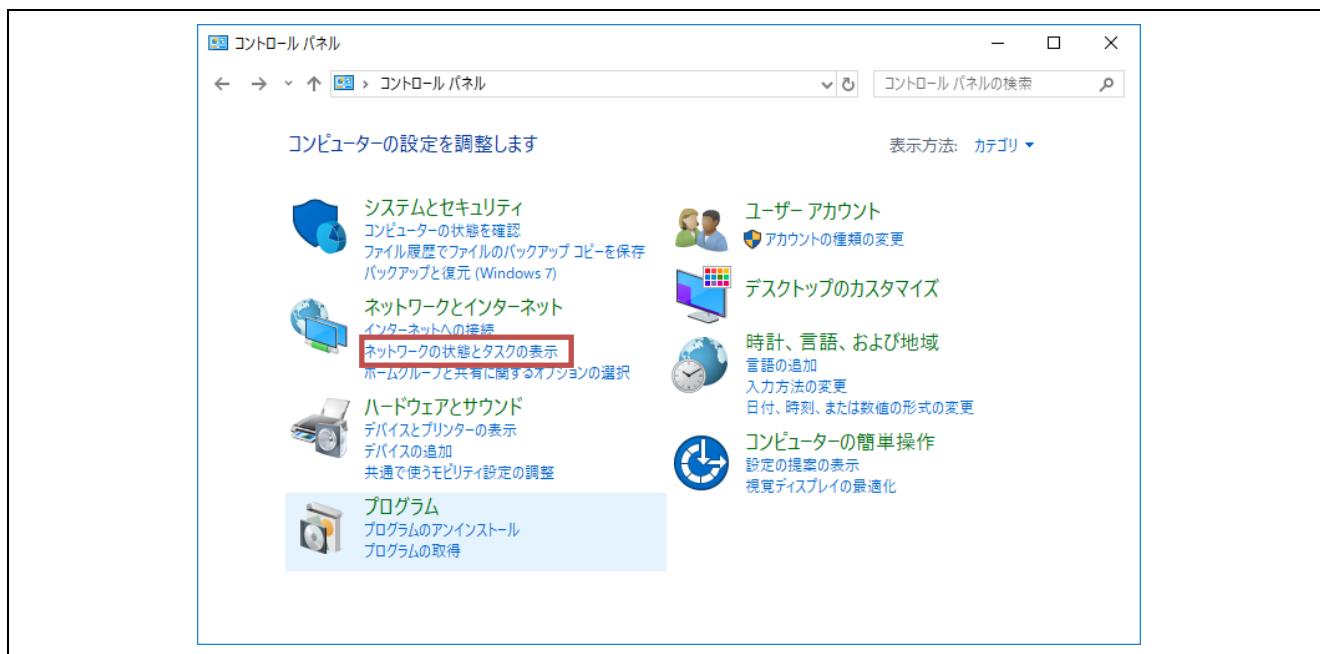 コントロール パネル
コントロール パネル
コントロール パネルの検索
コンピューターの設定を調整します
表示方法: カテゴリ
システムとセキュリティ
コンピューターの状態を確認
ファイル履歴でファイルのバックアップ コピーを保存
バックアップと復元 (Windows 7)
ネットワークとインターネット
インターネットへの接続
ネットワークの状態とタスクの表示
ホームグループと共有に関するオプションの選択
ハードウェアとサウンド
デバイスとプリンターの表示
デバイスの追加
共通で使うモビリティ設定の調整
プログラム
プログラムのアンインストール
プログラムの取得
ユーザー アカウント
アカウントの種類の変更
デスクトップのカスタマイズ
時計、言語、および地域
言語の追加
入力方法の変更
日付、時刻、または数値の形式の変更
コンピューターの簡単操作
設定の提案の表示
視覚ディスプレイの最適化